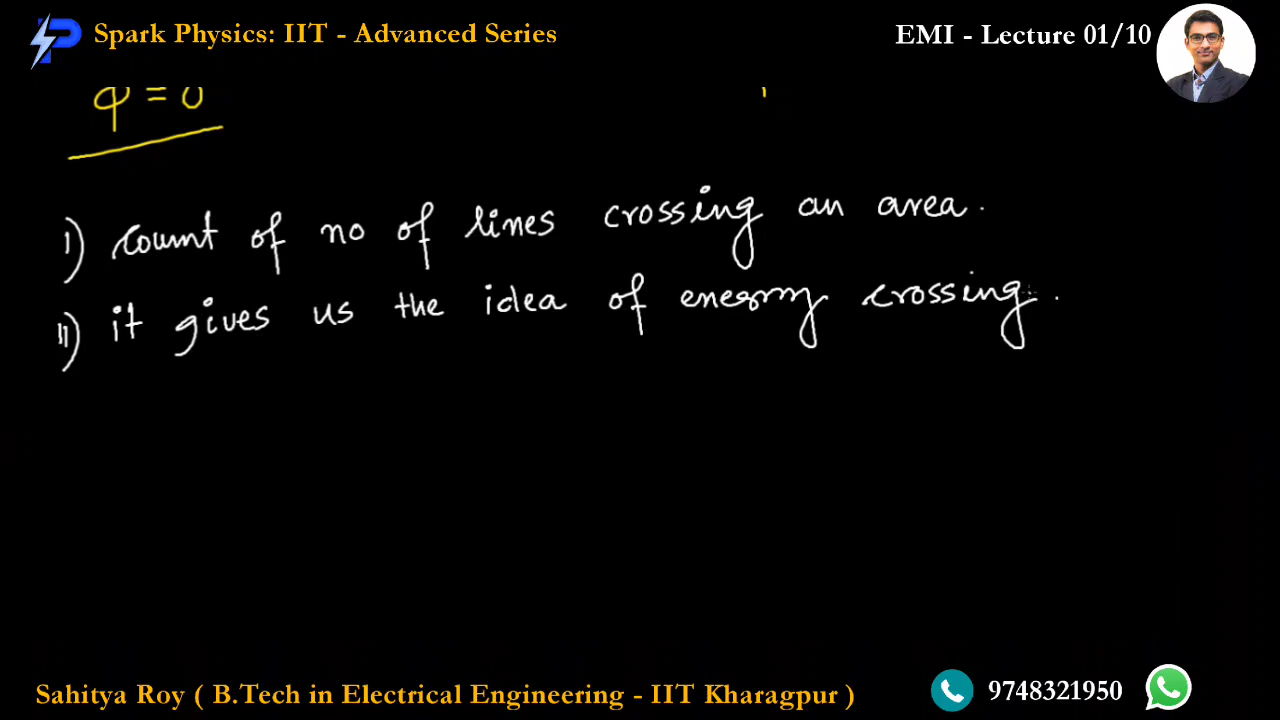 Spark Physics: IIT - Advanced Series
EMI - Lecture 01/10
φ = 0
I) count of no of lines crossing an area.
II) it gives us the idea of energy crossing.
Sahitya Roy ( B.Tech in Electrical Engineering - IIT Kharagpur )
9748321950